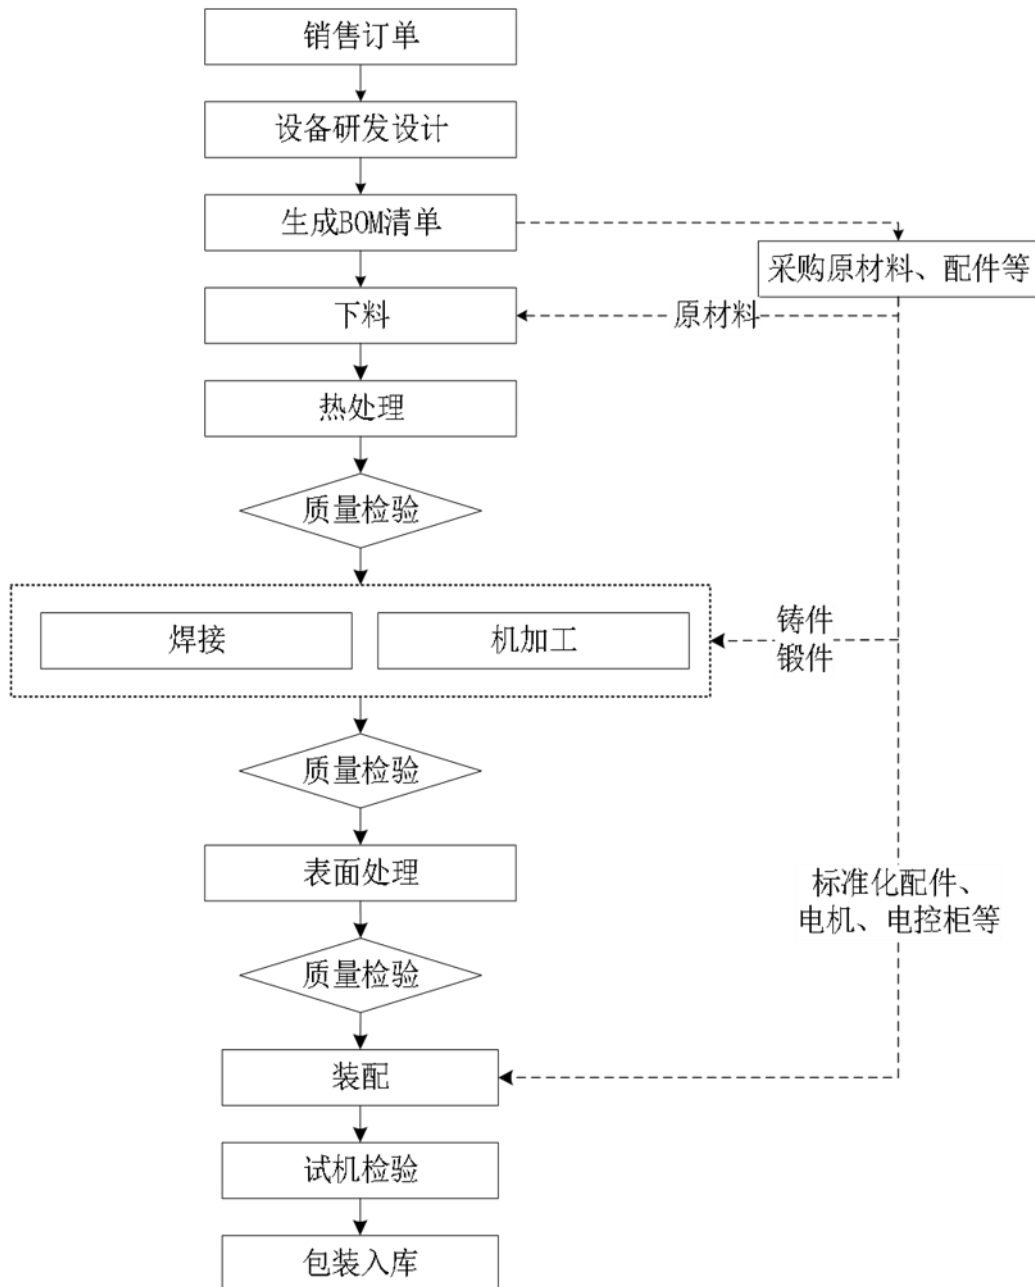 销售订单
设备研发设计
生成BOM清单
采购原材料、配件等
下料
原材料
热处理
质量检验
焊接
机加工
铸件
锻件
质量检验
表面处理
标准化配件、
电机、电控柜等
质量检验
装配
试机检验
包装入库